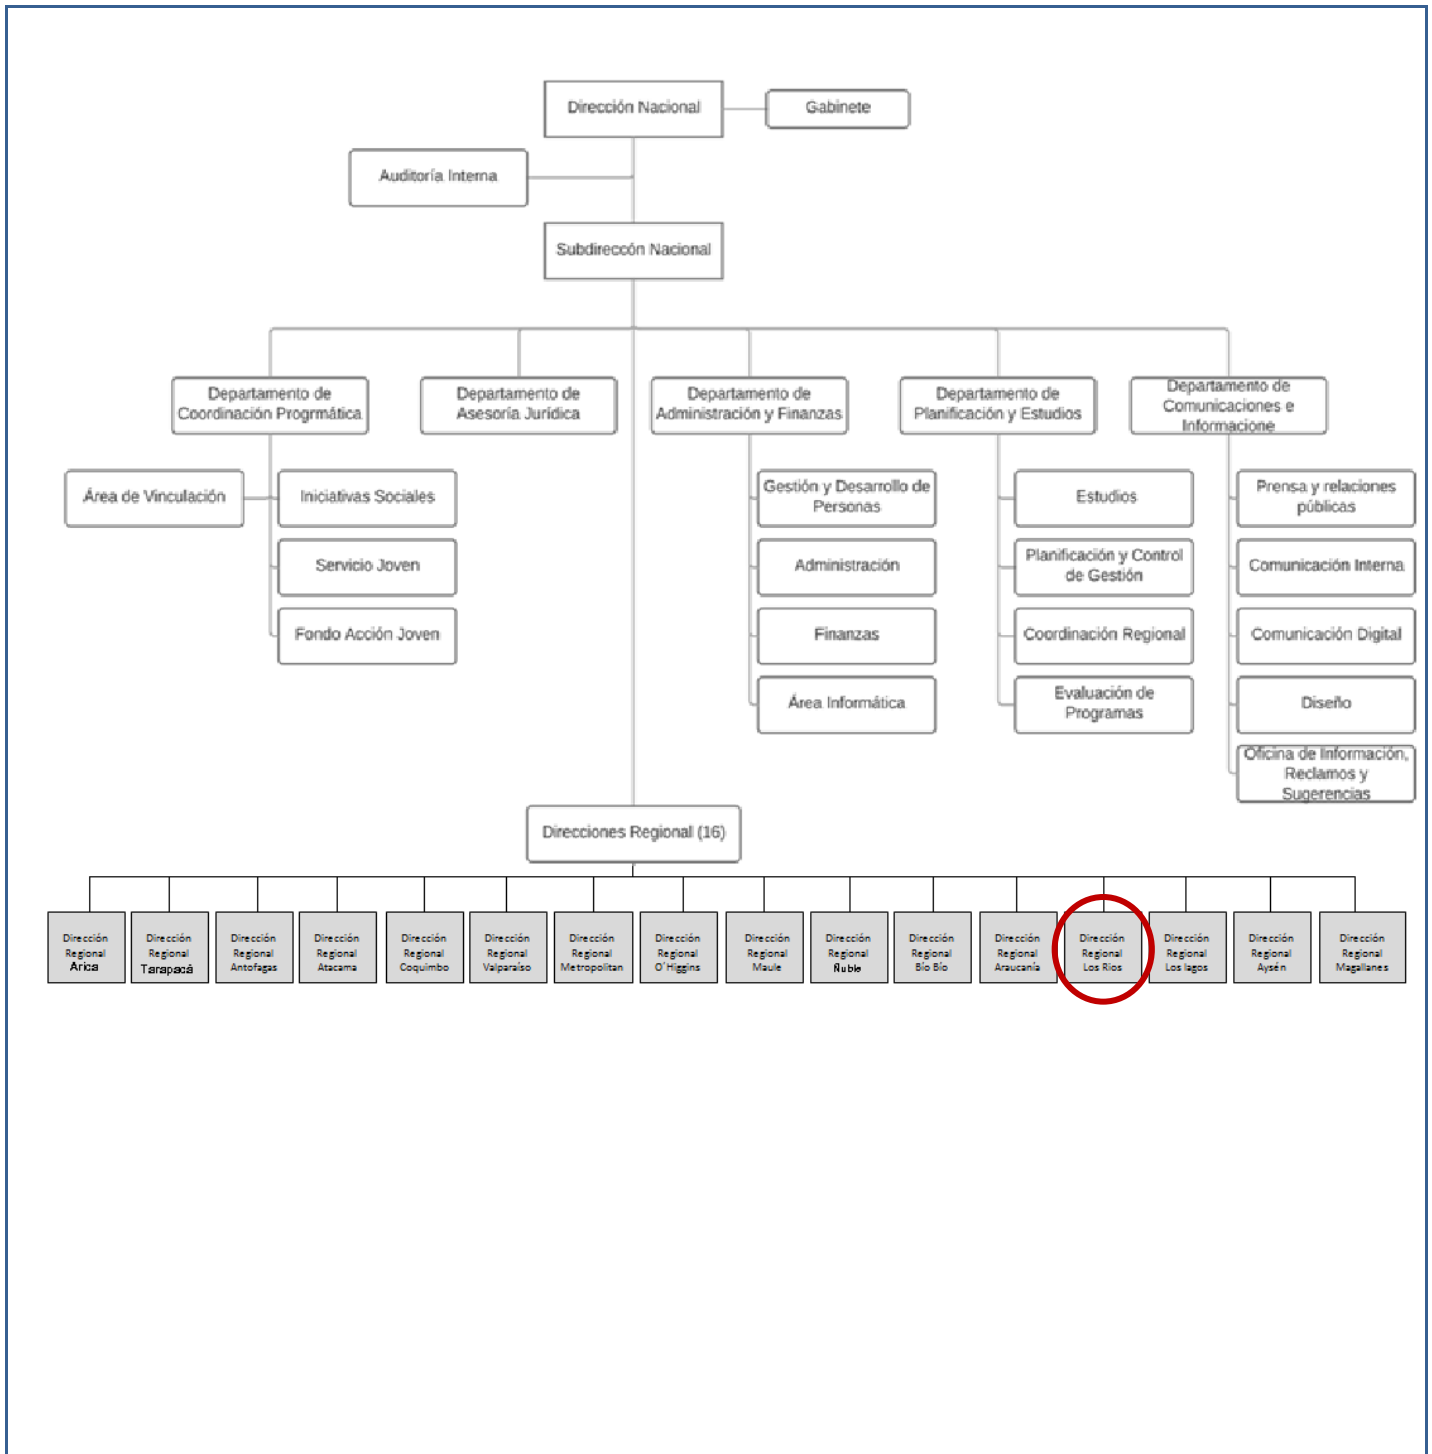 Dirección Nacional
Gabinete
Auditoría Interna
Subdireccón Nacional
Departamento de
Coordinación Progrmática
Departamento de
Asesoría Jurídica
Departamento de
Administración y Finanzas
Departamento de
Planificación y Estudios
Departamento de
Comunicaciones e
Informacione
Área de Vinculación
Iniciativas Sociales
Servicio Joven
Fondo Acción Joven
Gestión y Desarrollo de
Personas
Administración
Finanzas
Área Informática
Estudios
Planificación y Control
de Gestión
Coordinación Regional
Evaluación de
Programas
Prensa y relaciones
públicas
Comunicación Interna
Comunicación Digital
Diseño
Oficina de Información,
Reclamos y
Sugerencias
Direcciones Regional (16)
Dirección
Regional
Arica
Dirección
Regional
Tarapacá
Dirección
Regional
Antofagas
Dirección
Regional
Atacama
Dirección
Regional
Coquimbo
Dirección
Regional
Valparaíso
Dirección
Regional
Metropolitan
Dirección
Regional
O´Higgins
Dirección
Regional
Maule
Dirección
Regional
Ñuble
Dirección
Regional
Bío Bío
Dirección
Regional
Araucanía
Dirección
Regional
Los Rios
Dirección
Regional
Los lagos
Dirección
Regional
Aysén
Dirección
Regional
Magallanes